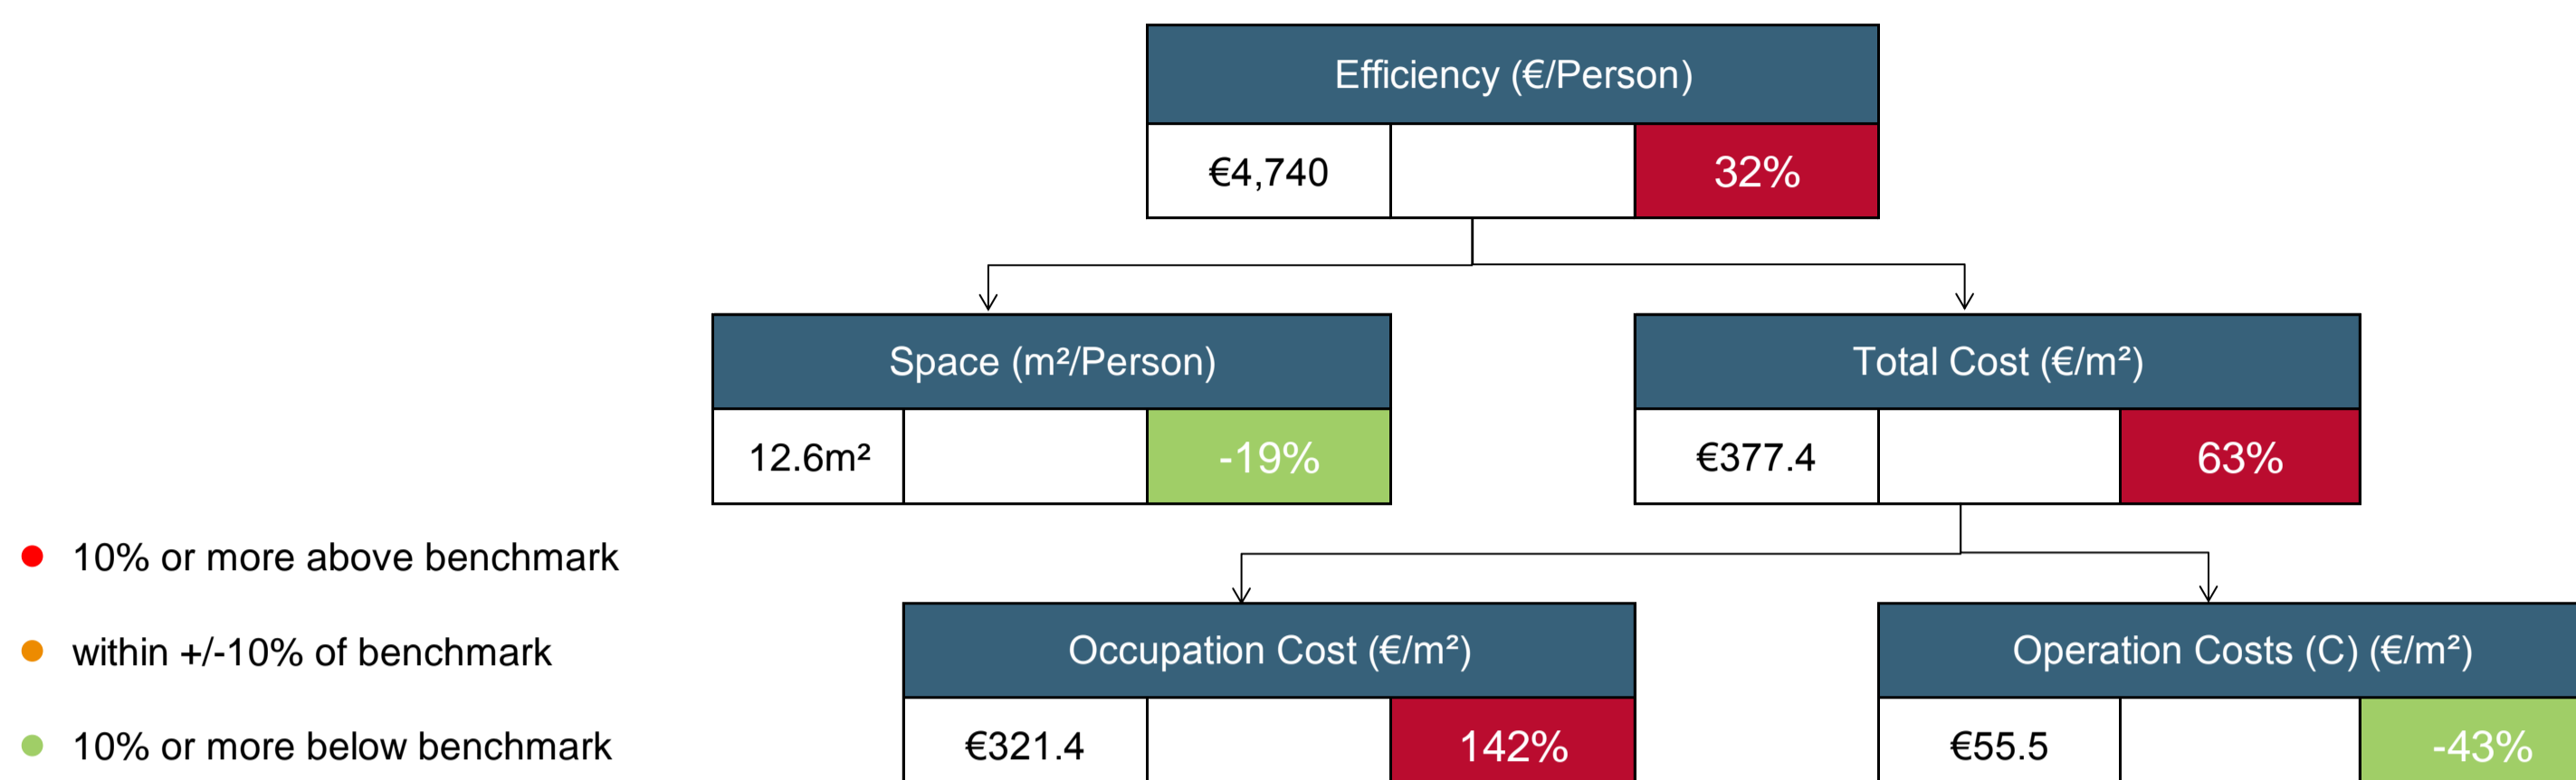 Efficiency (€/Person)
€4,740
32%
Space (m²/Person)
12.6m²
-19%
Total Cost (€/m²)
€377.4
63%
10% or more above benchmark
within +/-10% of benchmark
10% or more below benchmark
Occupation Cost (€/m²)
€321.4
142%
Operation Costs (C) (€/m²)
€55.5
-43%